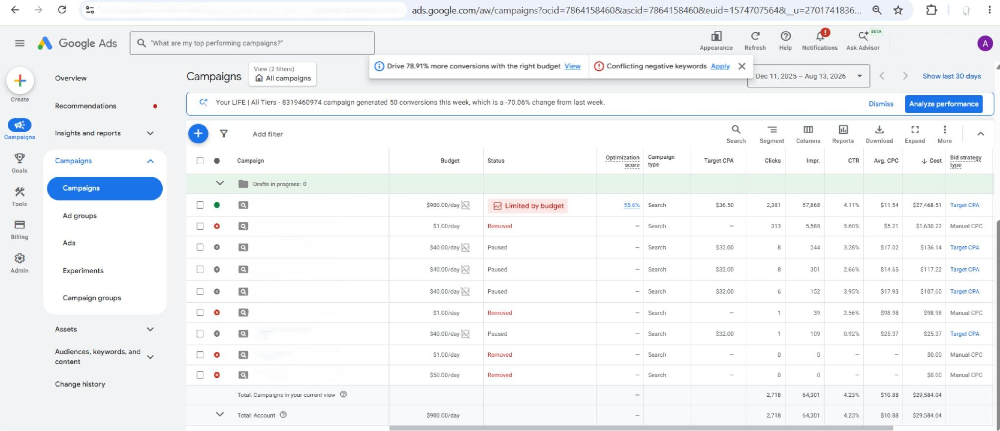 ads.google.com/aw/campaigns?ocid=7864158460&ascid=7864158460&euid=1574707564&__u=2701741836...
Google Ads
"What are my top performing campaigns?"
Appearance
Refresh
Help
Notifications
Ask Advisor
BETA
A
Drive 78.91% more conversions with the right budget View
Conflicting negative keywords Apply
Create
Campaigns
Goals
Tools
Billing
Admin
Overview
Recommendations
Insights and reports
Campaigns
Campaigns
Ad groups
Ads
Experiments
Campaign groups
Assets
Audiences, keywords, and
content
Change history
Campaigns
View (2 filters)
All campaigns
Dec 11, 2025 – Aug 13, 2026
Show last 30 days
Your LIFE | All Tiers - 8319460974 campaign generated 50 conversions this week, which is a -70.06% change from last week.
Dismiss
Analyze performance
Add filter
Search
Segment
Columns
Reports
Download
Expand
More
Campaign Budget Status Optimization score Campaign type Target CPA Clicks Impr. CTR Avg. CPC Cost Bid strategy type
Drafts in progress: 0
$900.00/day Limited by budget 55.6% Search $36.50 2,381 57,868 4.11% $11.54 $27,468.51 Target CPA
$1.00/day Removed – Search – 313 5,588 5.60% $5.21 $1,630.22 Manual CPC
$40.00/day Paused – Search $32.00 8 244 3.28% $17.02 $136.14 Target CPA
$40.00/day Paused – Search $32.00 8 301 2.66% $14.65 $117.22 Target CPA
$40.00/day Paused – Search $32.00 6 152 3.95% $17.93 $107.60 Target CPA
$1.00/day Removed – Search – 1 39 2.56% $98.98 $98.98 Manual CPC
$40.00/day Paused – Search $32.00 1 109 0.92% $25.37 $25.37 Target CPA
$1.00/day Removed – Search – 0 0 – – $0.00 Manual CPC
$50.00/day Removed – Search – 0 0 – – $0.00 Manual CPC
Total: Campaigns in your current view – 2,718 64,301 4.23% $10.88 $29,584.04
Total: Account $900.00/day – 2,718 64,301 4.23% $10.88 $29,584.04